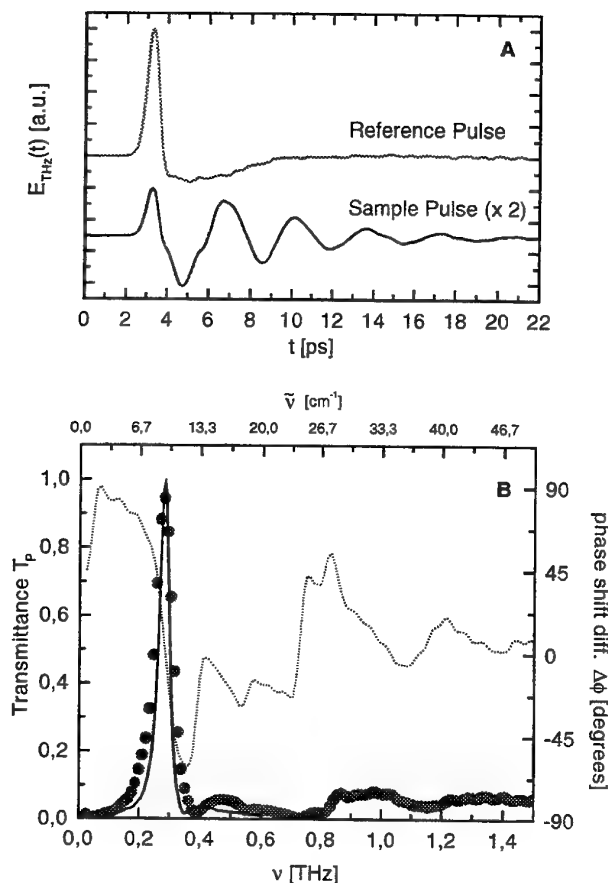 A
E_THz(t) [a.u.]
Reference Pulse
Sample Pulse (x 2)
0 2 4 6 8 10 12 14 16 18 20 22
t [ps]
ṽ [cm⁻¹]
0,0 6,7 13,3 20,0 26,7 33,3 40,0 46,7
B
Transmittance T_P
1,0
0,8
0,6
0,4
0,2
0,0
90
45
0
-45
-90
phase shift diff. Δϕ [degrees]
0,0 0,2 0,4 0,6 0,8 1,0 1,2 1,4
ν [THz]